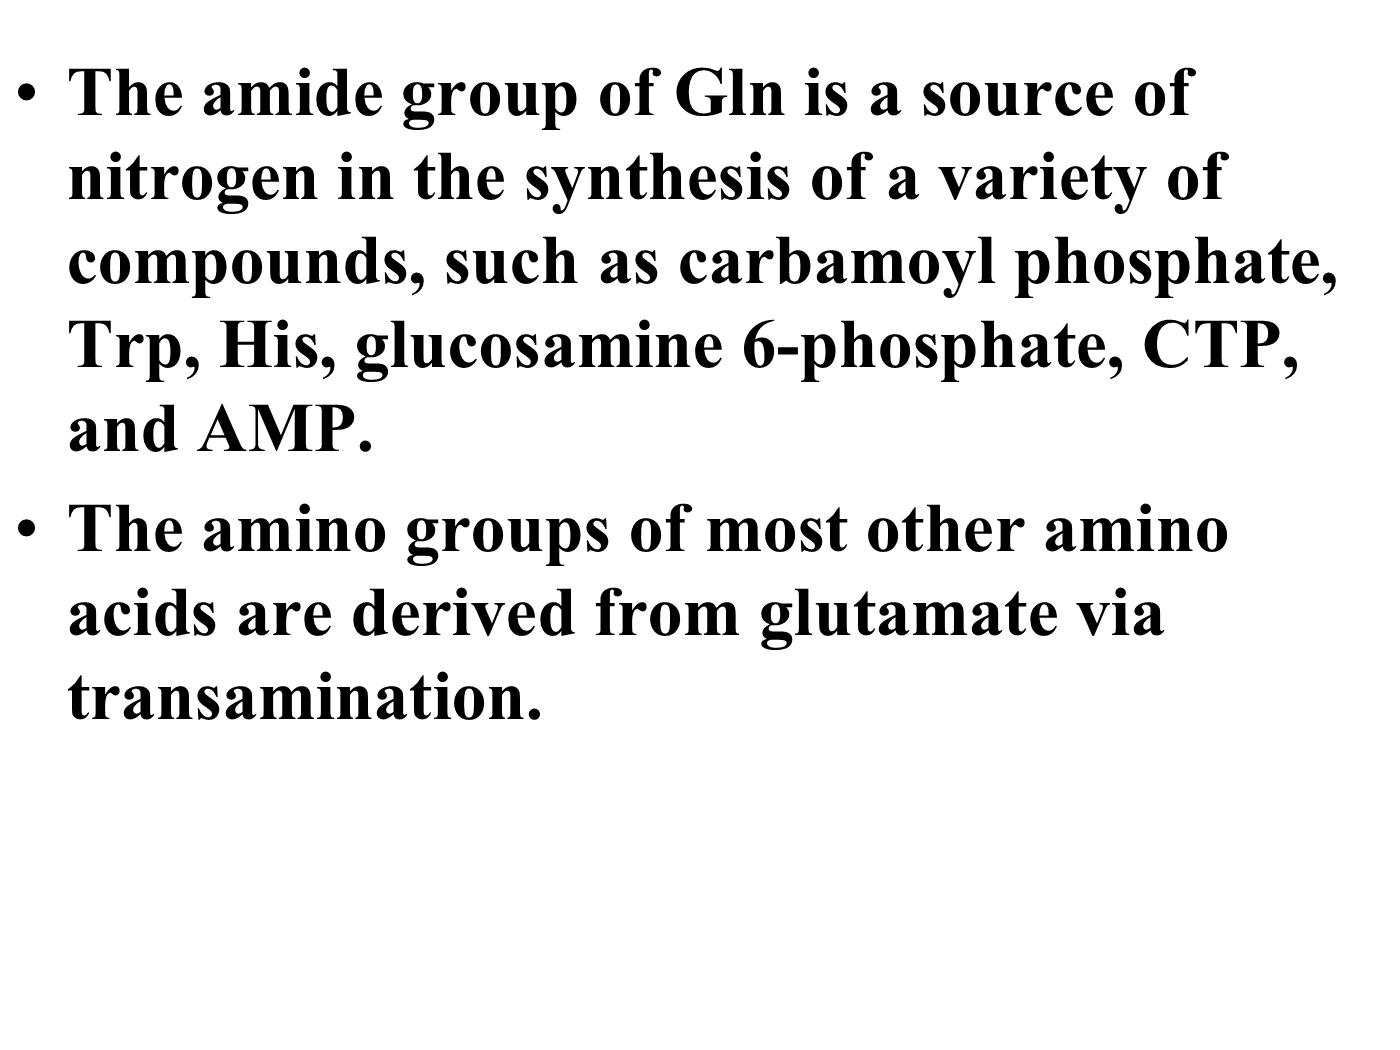 • The amide group of Gln is a source of
nitrogen in the synthesis of a variety of
compounds, such as carbamoyl phosphate,
Trp, His, glucosamine 6-phosphate, CTP,
and AMP.
• The amino groups of most other amino
acids are derived from glutamate via
transamination.